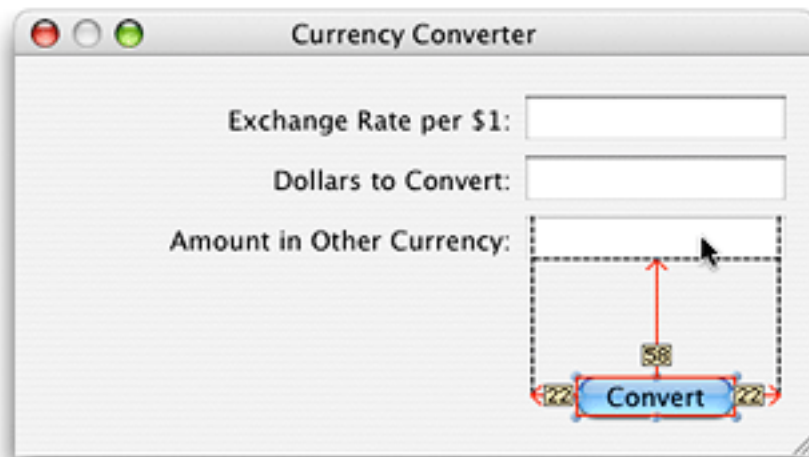 Currency Converter
Exchange Rate per $1:
Dollars to Convert:
Amount in Other Currency:
58
22 Convert 22